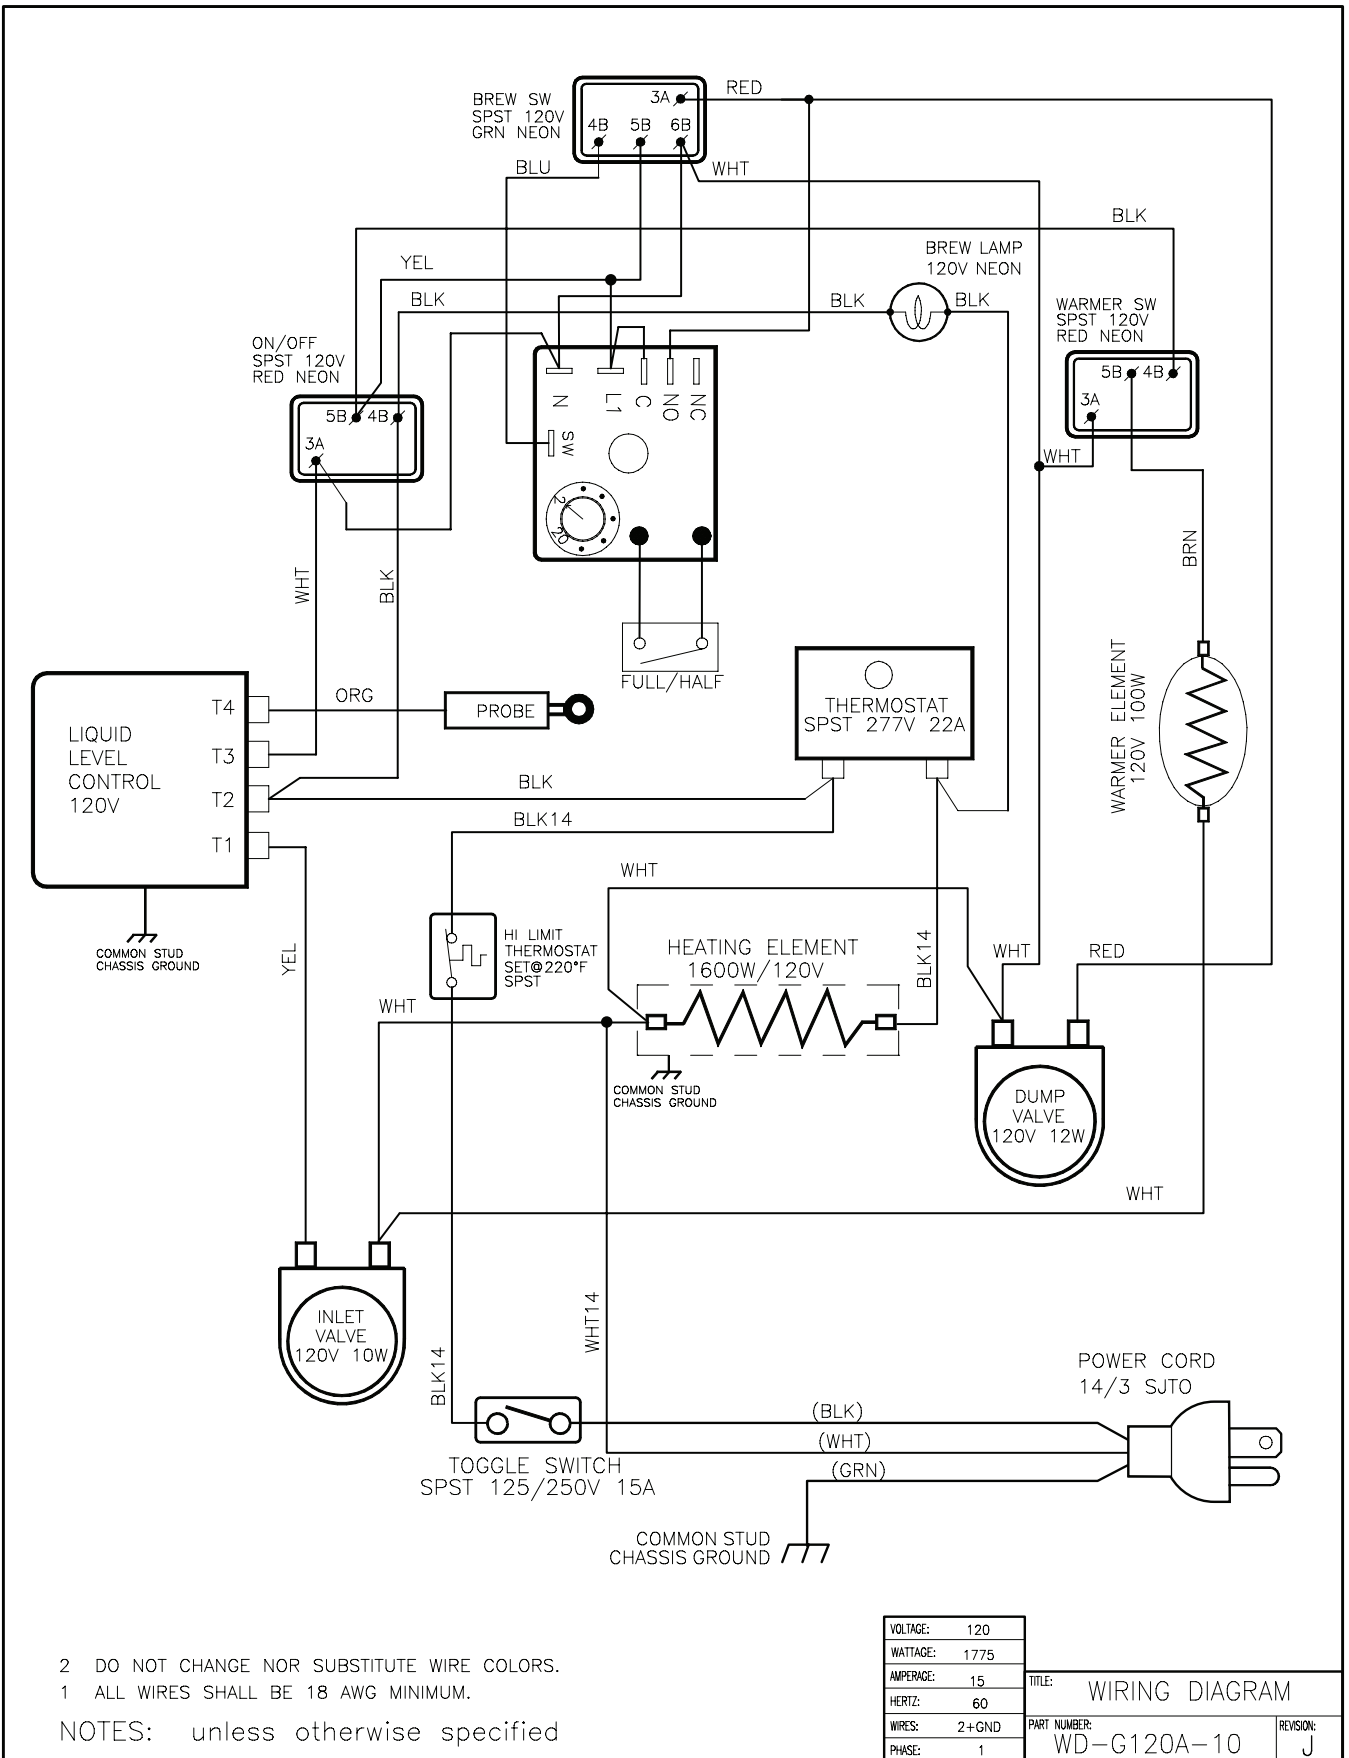 RED
BREW SW
SPST 120V
GRN NEON
3A
4B 5B 6B
BLU
WHT
BLK
BREW LAMP
120V NEON
YEL
BLK
BLK
BLK
WARMER SW
SPST 120V
RED NEON
ON/OFF
SPST 120V
RED NEON
5B 4B
3A
5B 4B
3A
N
L1
C
NO
NC
SW
2
20
WHT
BRN
WHT
BLK
FULL/HALF
THERMOSTAT
SPST 277V 22A
WARMER ELEMENT
120V 100W
ORG
PROBE
LIQUID
LEVEL
CONTROL
120V
T4
T3
T2
T1
BLK
BLK14
WHT
COMMON STUD
CHASSIS GROUND
YEL
HI LIMIT
THERMOSTAT
SET@220°F
SPST
HEATING ELEMENT
1600W/120V
BLK14
WHT
RED
WHT
COMMON STUD
CHASSIS GROUND
DUMP
VALVE
120V 12W
WHT
INLET
VALVE
120V 10W
BLK14
WHT14
POWER CORD
14/3 SJTO
(BLK)
(WHT)
(GRN)
TOGGLE SWITCH
SPST 125/250V 15A
COMMON STUD
CHASSIS GROUND
2 DO NOT CHANGE NOR SUBSTITUTE WIRE COLORS.
1 ALL WIRES SHALL BE 18 AWG MINIMUM.
NOTES: unless otherwise specified
VOLTAGE: 120
WATTAGE: 1775
AMPERAGE: 15
HERTZ: 60
WIRES: 2+GND
PHASE: 1
TITLE: WIRING DIAGRAM
PART NUMBER: WD-G120A-10
REVISION: J